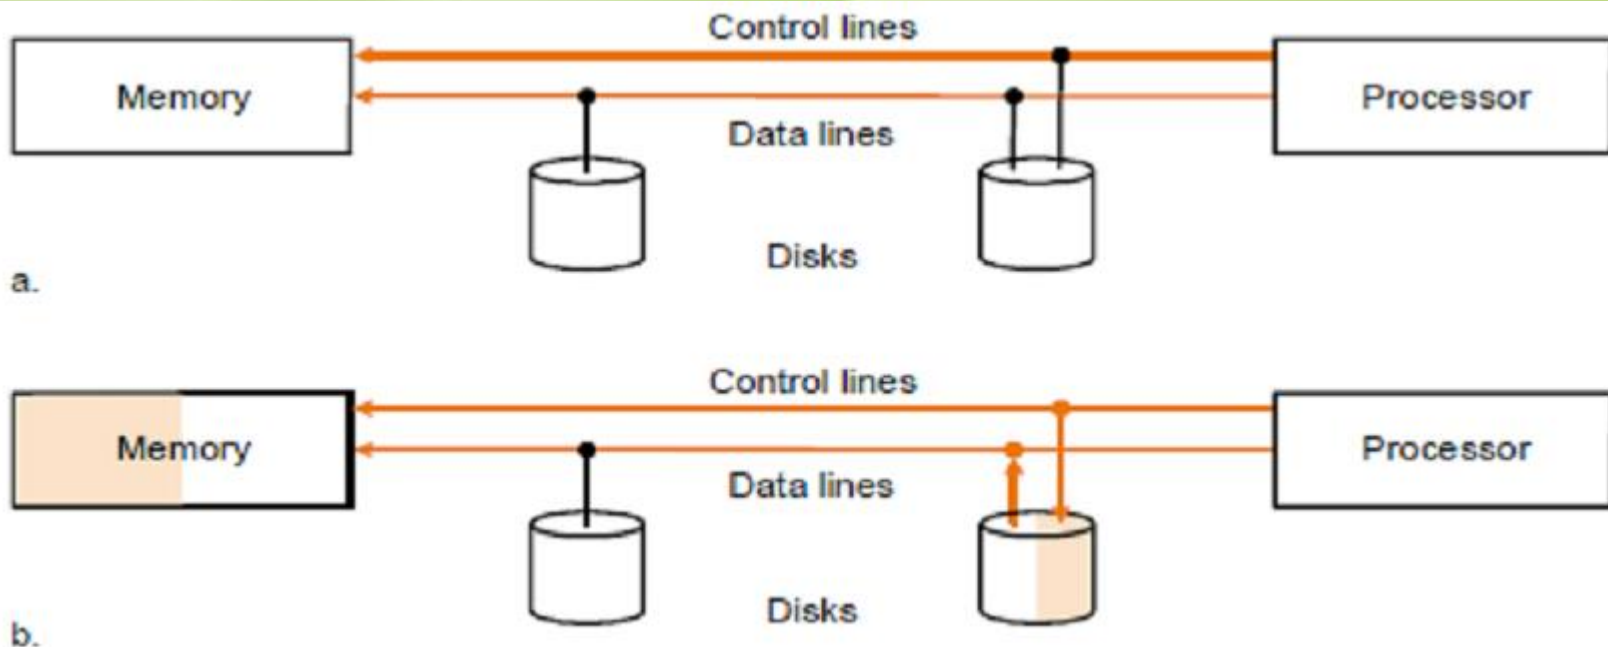 Control lines
Memory
Processor
Data lines
Disks
a.
Control lines
Memory
Processor
Data lines
Disks
b.